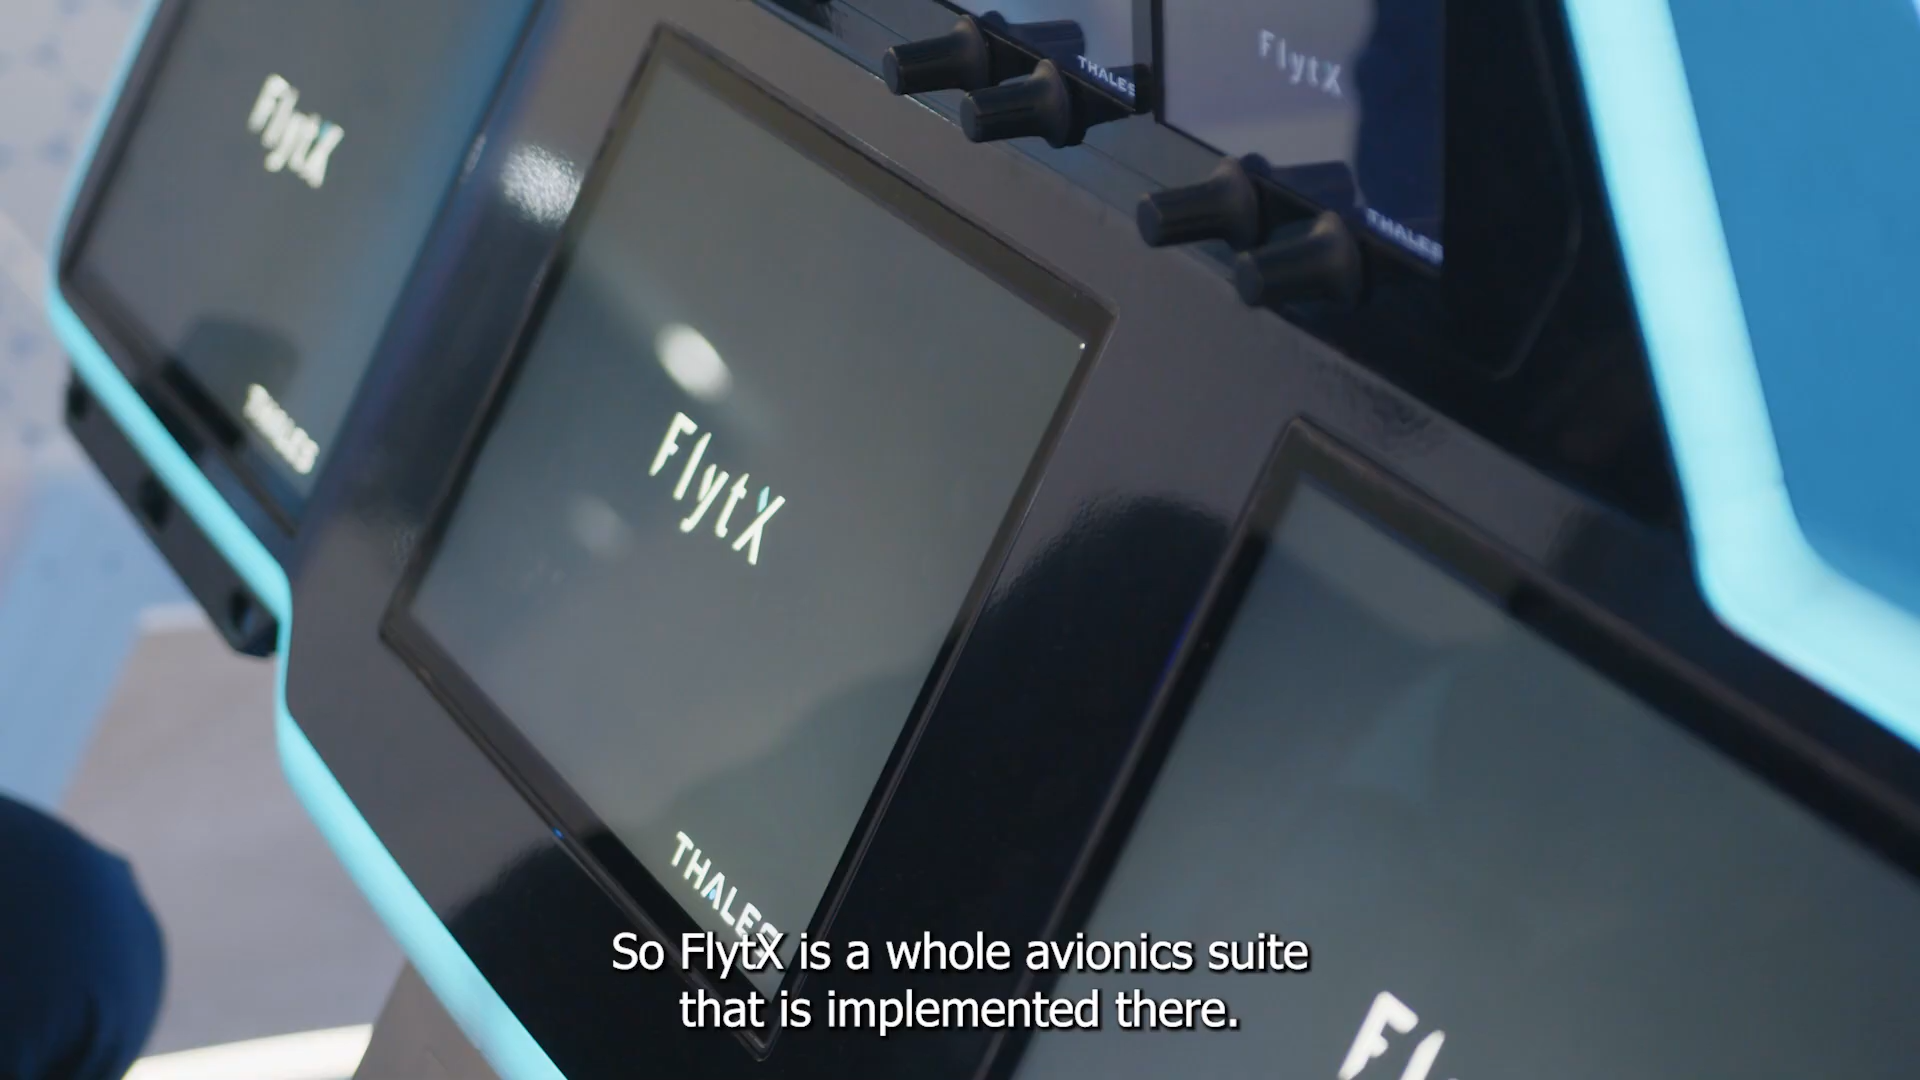 FlytX
THALES
FlytX
THALES
THALES
FlytX
THALES
So FlytX is a whole avionics suite
that is implemented there.